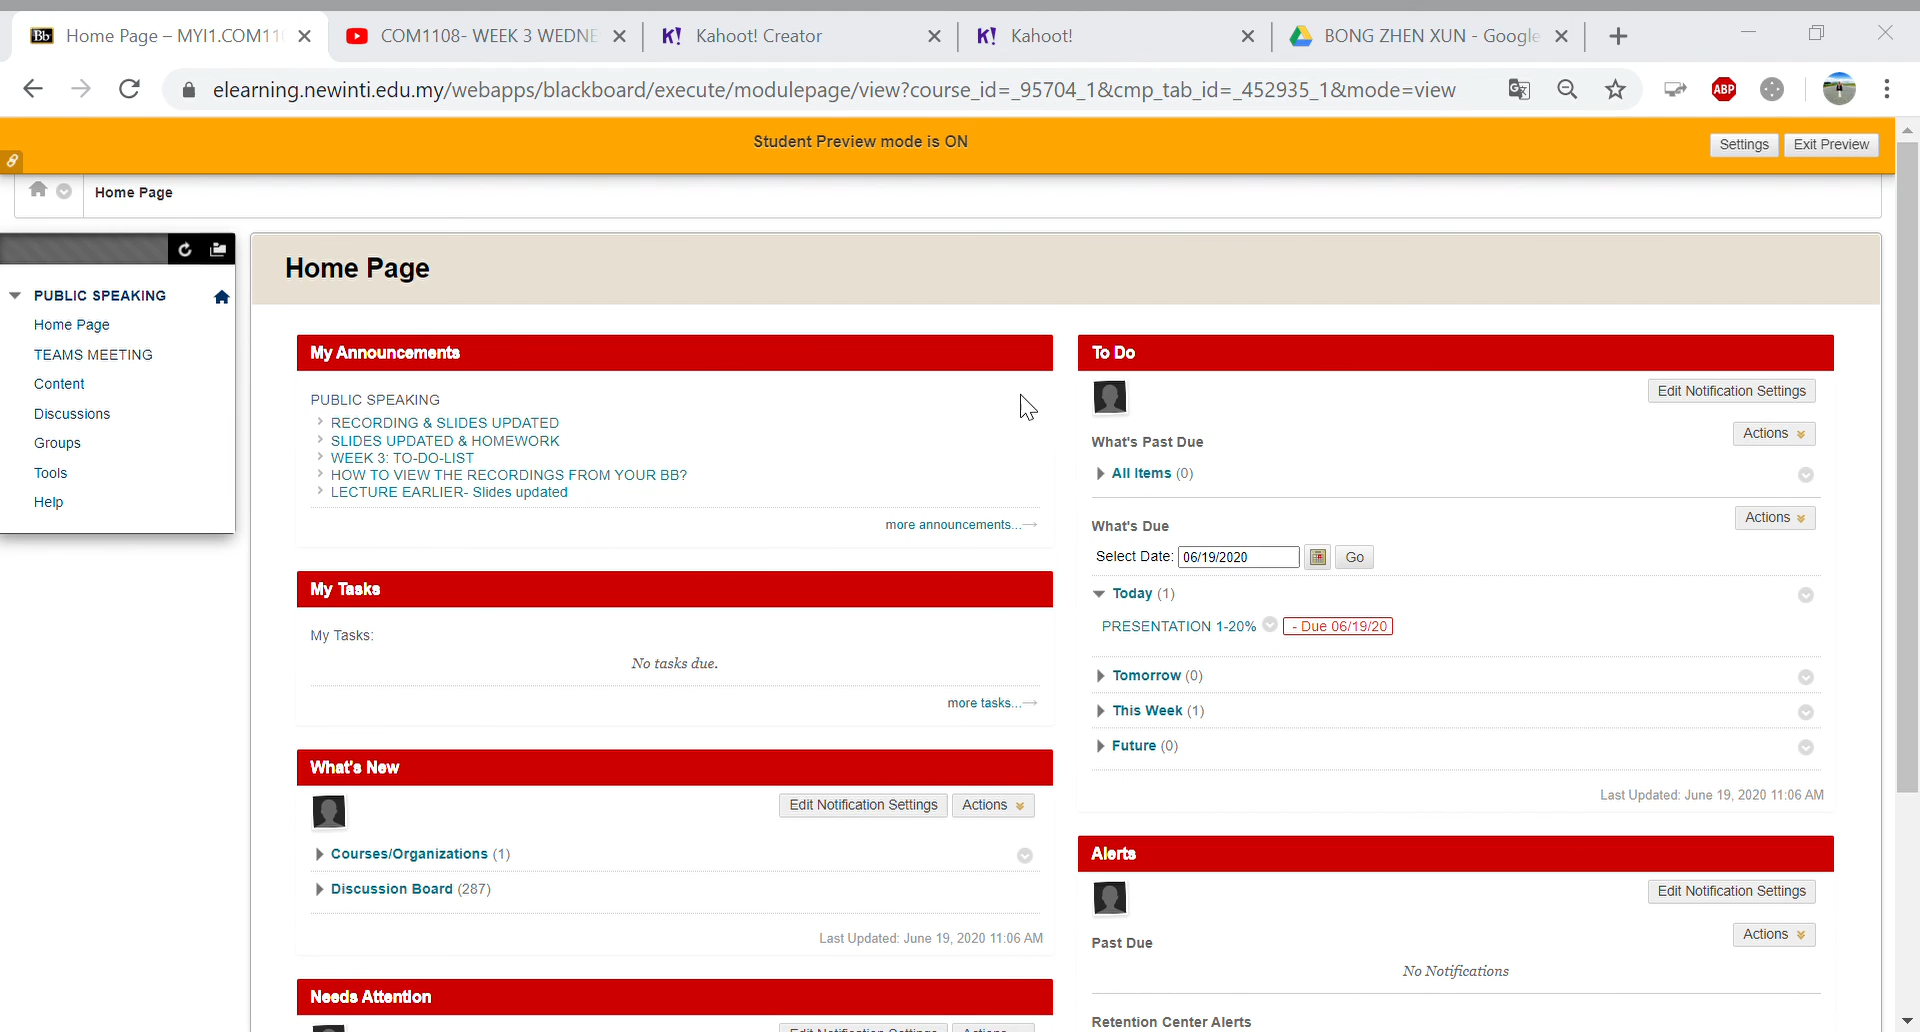 Bb Home Page – MYI1.COM11
COM1108- WEEK 3 WEDNE
K! Kahoot! Creator
K! Kahoot!
BONG ZHEN XUN - Google
elearning.newinti.edu.my/webapps/blackboard/execute/modulepage/view?course_id=_95704_1&cmp_tab_id=_452935_1&mode=view
ABP
Student Preview mode is ON
Settings
Exit Preview
Home Page
PUBLIC SPEAKING
Home Page
TEAMS MEETING
Content
Discussions
Groups
Tools
Help
Home Page
My Announcements
PUBLIC SPEAKING
RECORDING & SLIDES UPDATED
SLIDES UPDATED & HOMEWORK
WEEK 3: TO-DO-LIST
HOW TO VIEW THE RECORDINGS FROM YOUR BB?
LECTURE EARLIER- Slides updated
more announcements...
My Tasks
My Tasks:
No tasks due.
more tasks...
What's New
Edit Notification Settings
Actions
Courses/Organizations (1)
Discussion Board (287)
Last Updated: June 19, 2020 11:06 AM
Needs Attention
To Do
Edit Notification Settings
What's Past Due
Actions
All Items (0)
What's Due
Actions
Select Date: 06/19/2020 Go
Today (1)
PRESENTATION 1-20% - Due 06/19/20
Tomorrow (0)
This Week (1)
Future (0)
Last Updated: June 19, 2020 11:06 AM
Alerts
Edit Notification Settings
Past Due
Actions
No Notifications
Retention Center Alerts